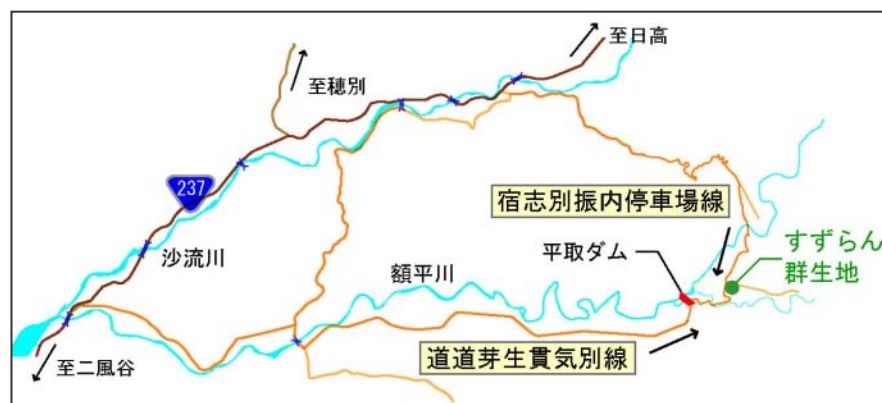 至日高
至穂別
237
宿志別振内停車場線
すずらん
群生地
平取ダム
沙流川
額平川
道道芽生貫気別線
至二風谷